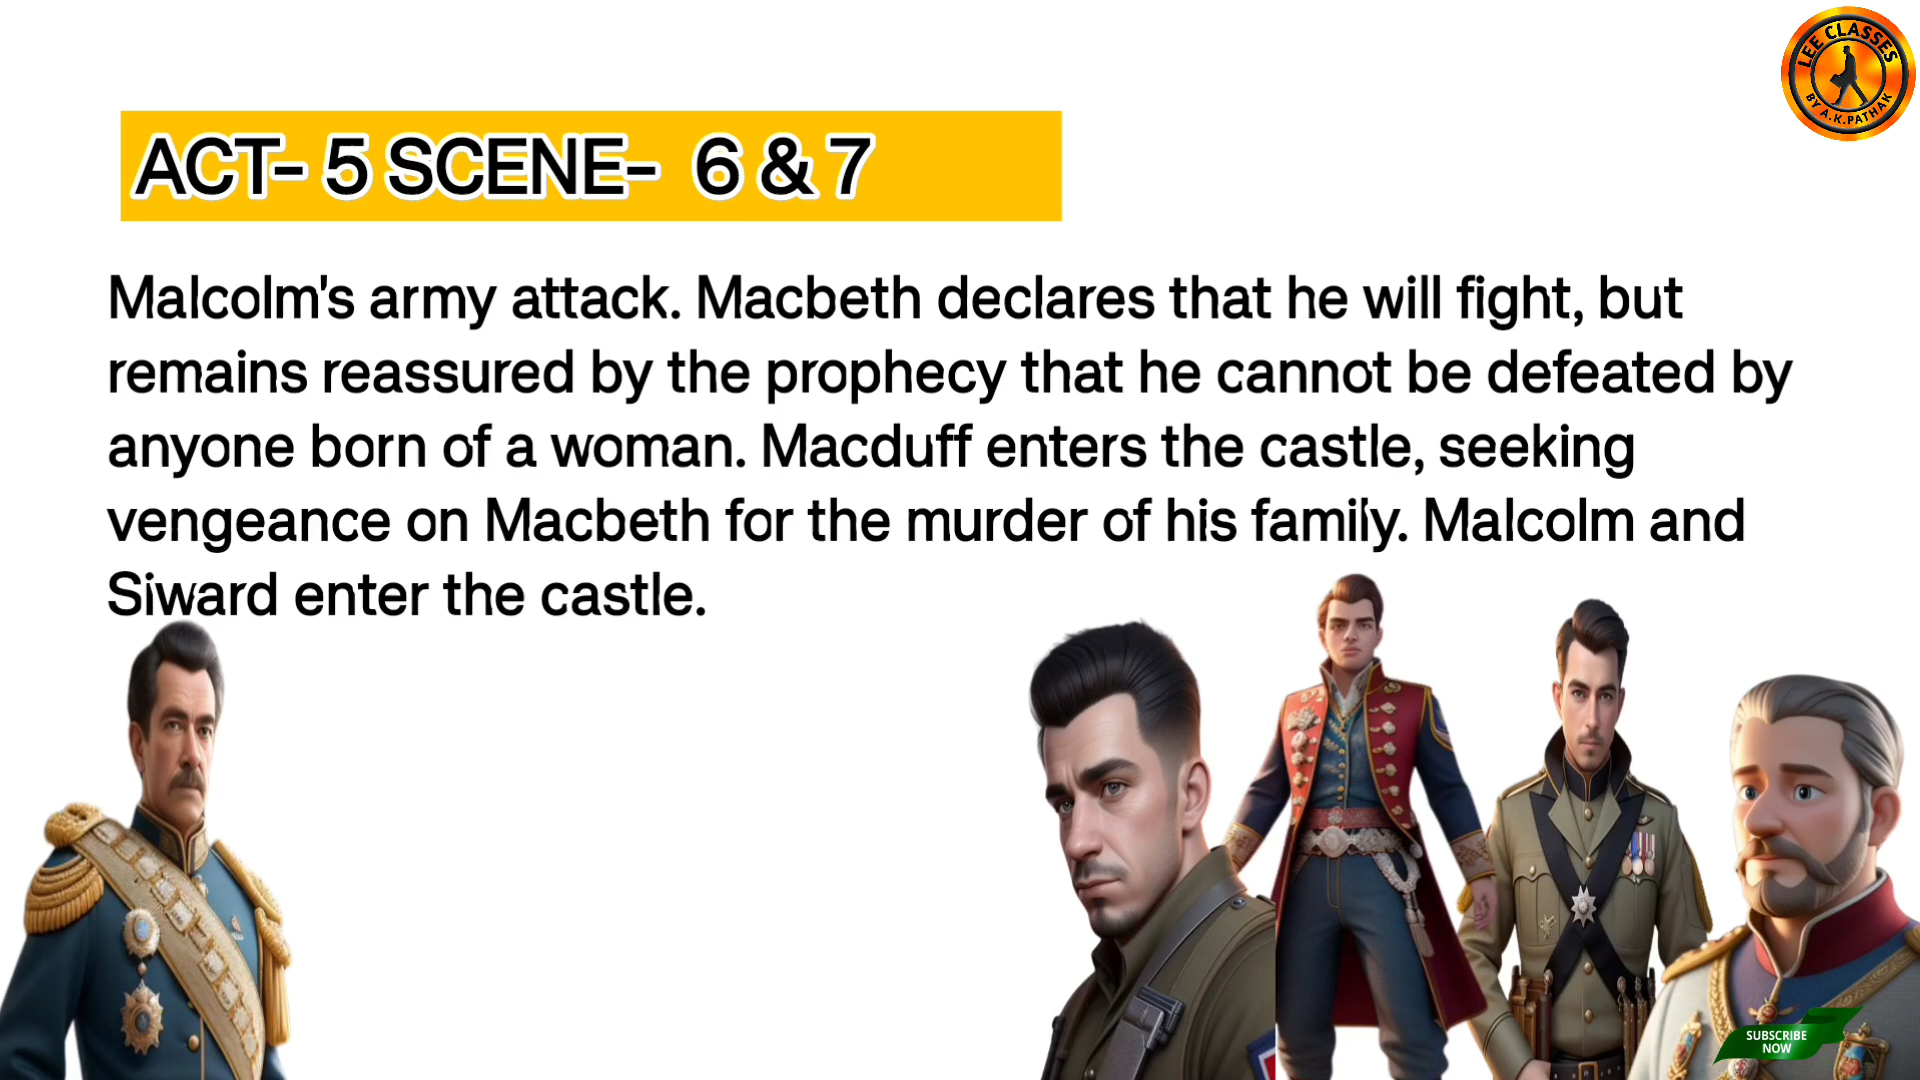 LEE CLASSES
BY A.K.PATHAK
ACT- 5 SCENE- 6 & 7
Malcolm's army attack. Macbeth declares that he will fight, but
remains reassured by the prophecy that he cannot be defeated by
anyone born of a woman. Macduff enters the castle, seeking
vengeance on Macbeth for the murder of his family. Malcolm and
Siward enter the castle.
SUBSCRIBE
NOW